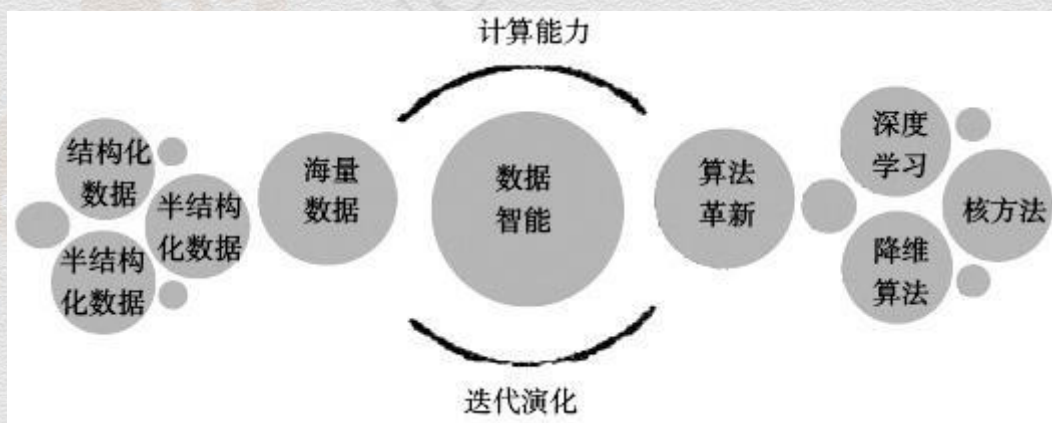 计算能力
结构化
数据
半结构
化数据
半结构
化数据
海量
数据
数据
智能
算法
革新
深度
学习
核方法
降维
算法
迭代演化